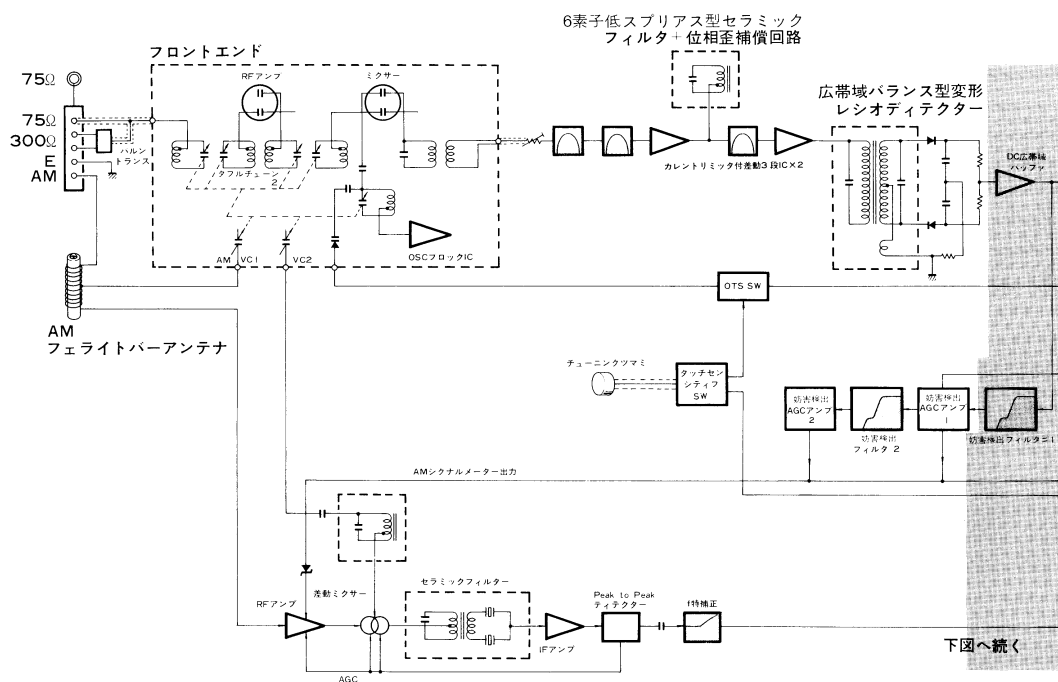 6素子低スプリアス型セラミック
フィルタ+位相歪補償回路
フロントエンド
RFアンプ
ミクサー
75Ω
75Ω
300Ω
E
AM
ハルン
トランス
タフルチューン
2
広帯域バランス型変形
レシオディテクター
カレントリミッタ付差動3段IC×2
DC広帯域
ハッファ
AM VC1
VC2
OSCフロックIC
AM
フェライトバーアンテナ
OTS SW
チューニンクツマミ
タッチセン
シティフ
SW
妨害検出
AGCアンプ
2
妨害検出
フィルタ 2
妨害検出
AGCアンプ
1
妨害検出フィルタ=1
AMシクナルメーター出力
RFアンプ
差動ミクサー
セラミックフィルター
IFアンプ
Peak to Peak
ティテクター
f特補正
AGC
下図へ続く